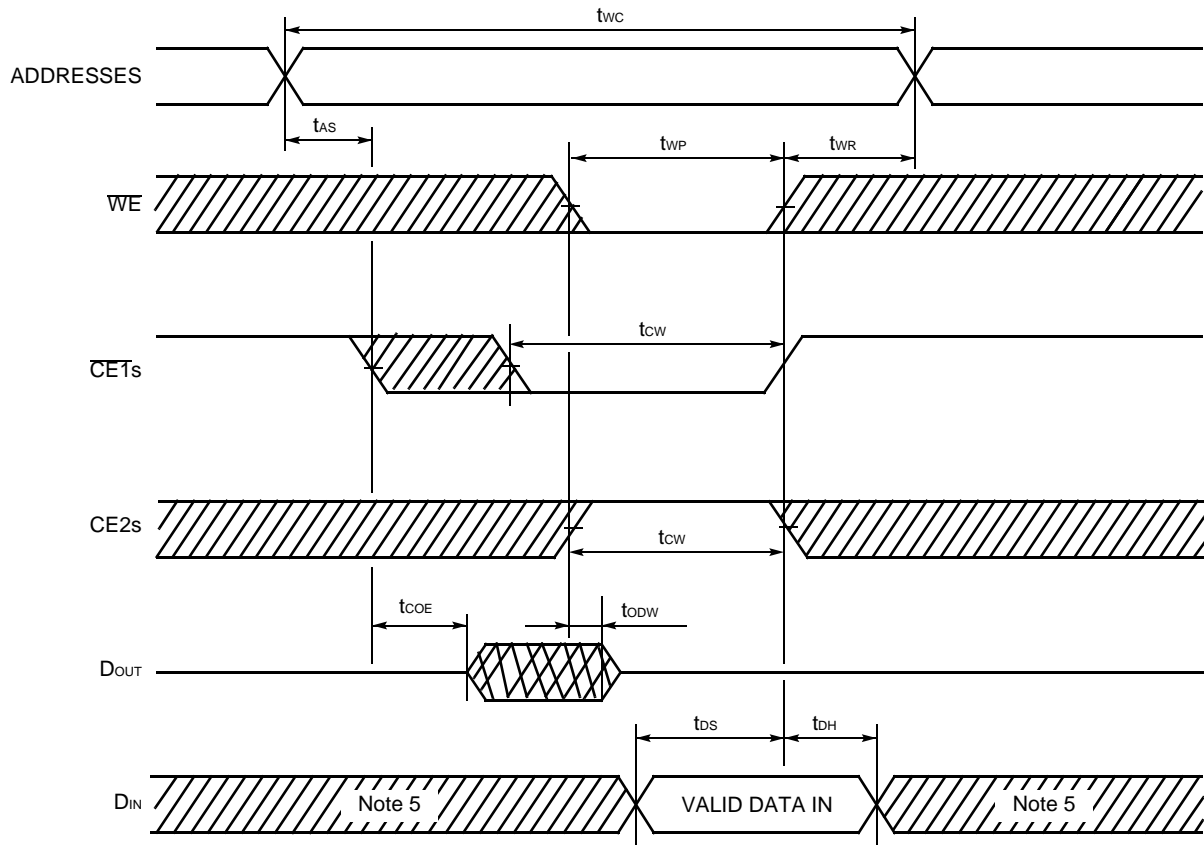 tWC
ADDRESSES
tAS
tWP
tWR
WE
tCW
CE1s
CE2s
tCW
tCOE
tODW
DOUT
tDS
tDH
DIN
Note 5
VALID DATA IN
Note 5